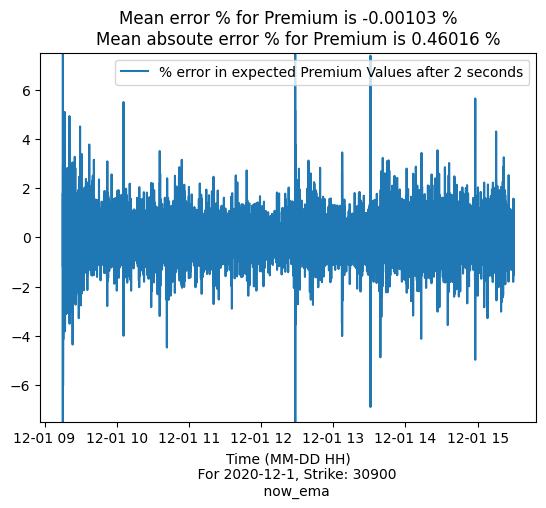 Mean error % for Premium is -0.00103 %
Mean absoute error % for Premium is 0.46016 %
% error in expected Premium Values after 2 seconds
6
4
2
0
−2
−4
−6
12-01 09 12-01 10 12-01 11 12-01 12 12-01 13 12-01 14 12-01 15
Time (MM-DD HH)
For 2020-12-1, Strike: 30900
now_ema